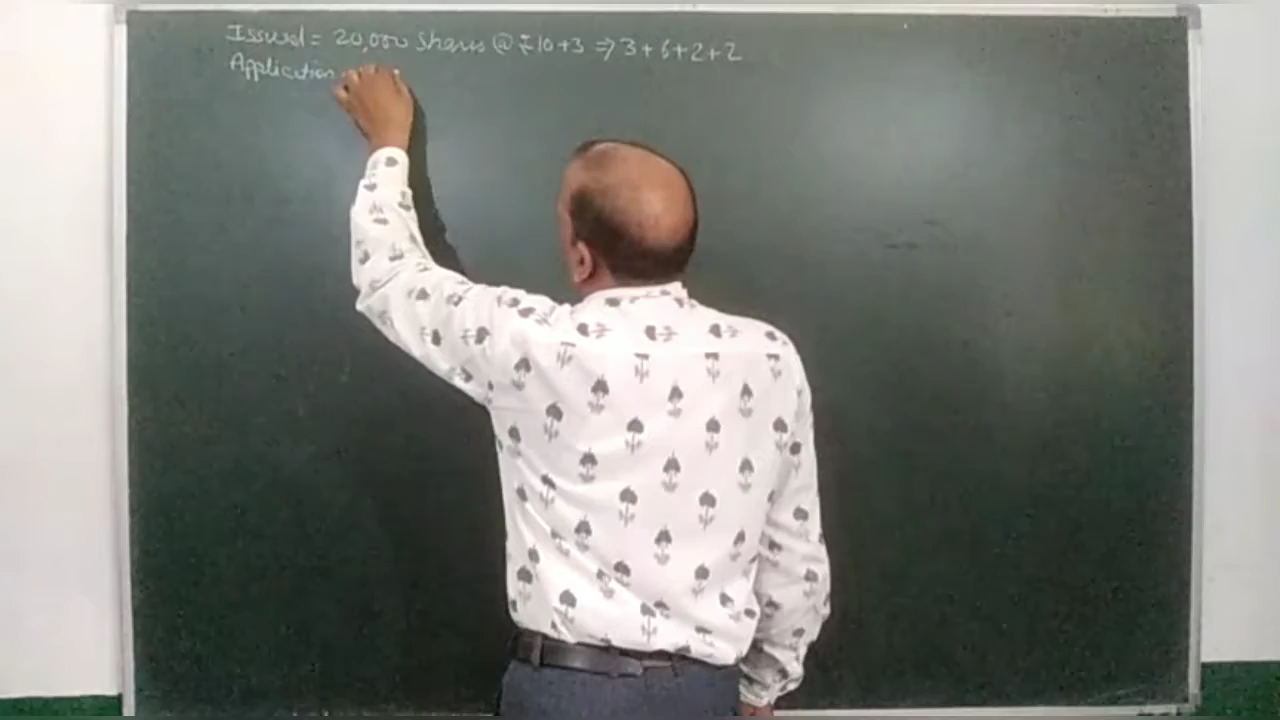 Issued = 20,000 Shares @ ₹10+3 ⇒ 3+6+2+2
Application